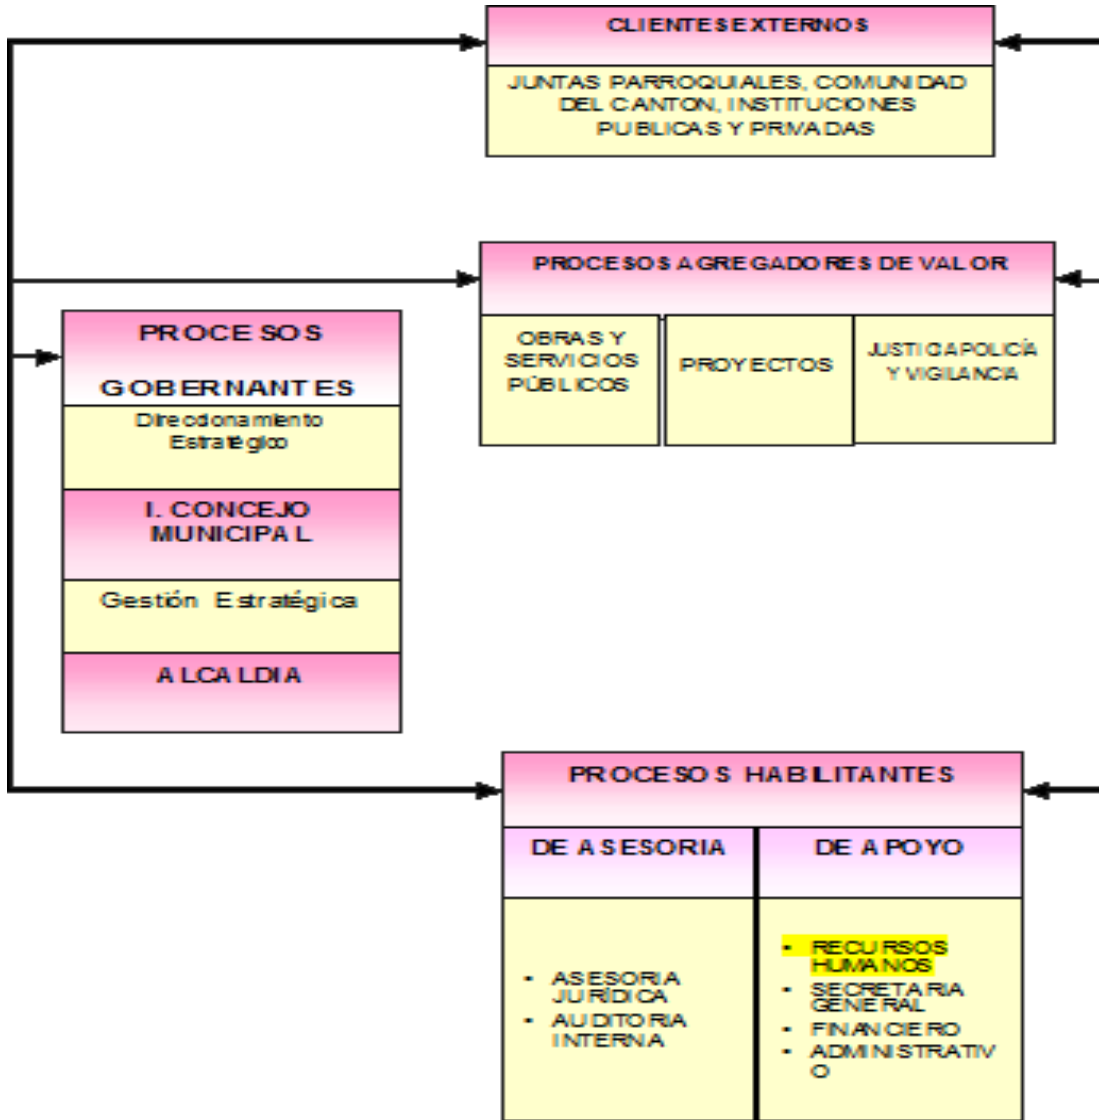 CLIENTES EXTERNOS
JUNTAS PARROQUIALES, COMUNIDAD
DEL CANTON, INSTITUCIONES
PUBLICAS Y PRIVADAS
PROCESOS AGREGADORES DE VALOR
OBRAS Y
SERVICIOS
PÚBLICOS
PROYECTOS
JUSTICIA POLICÍA
Y VIGILANCIA
PROCESOS
GOBERNANTES
Direccionamiento
Estratégico
I. CONCEJO
MUNICIPAL
Gestión Estratégica
ALCALDIA
PROCESOS HABILITANTES
DE ASESORIA
• ASESORIA
JURÍDICA
• AUDITORIA
INTERNA
DE APOYO
• RECURSOS
HUMANOS
• SECRETARIA
GENERAL
• FINANCIERO
• ADMINISTRATIV
O